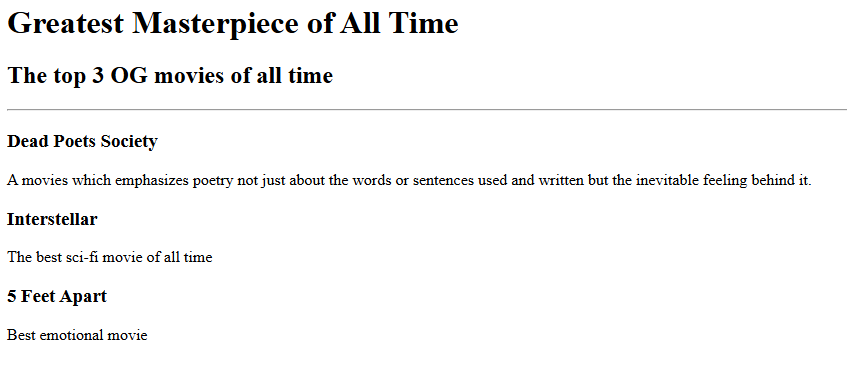 Greatest Masterpiece of All Time
The top 3 OG movies of all time
Dead Poets Society
A movies which emphasizes poetry not just about the words or sentences used and written but the inevitable feeling behind it.
Interstellar
The best sci-fi movie of all time
5 Feet Apart
Best emotional movie